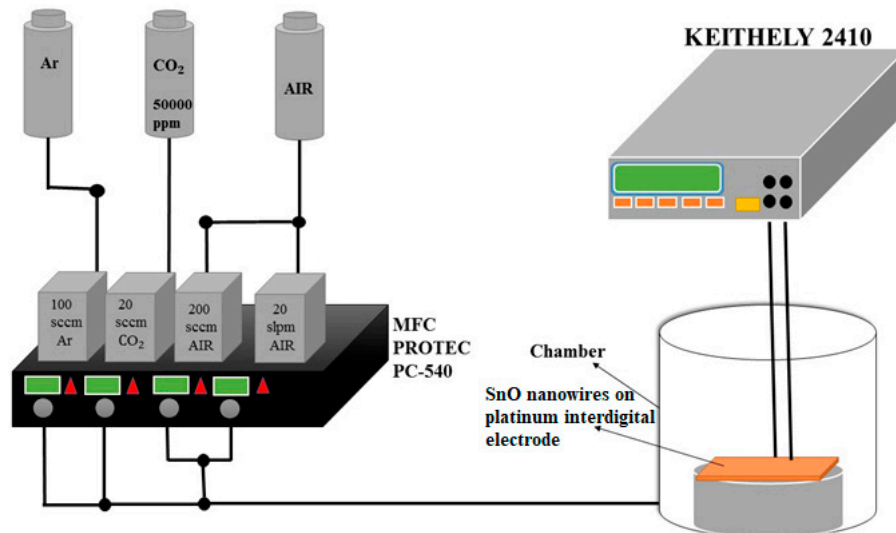 Ar
CO₂
50000
ppm
AIR
KEITHELY 2410
100
sccm
Ar
20
sccm
CO₂
200
sccm
AIR
20
slpm
AIR
MFC
PROTEC
PC-540
Chamber
SnO nanowires on
platinum interdigital
electrode